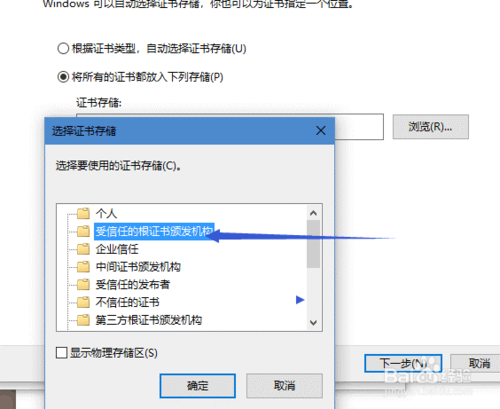 Windows 可以自动选择证书存储，你也可以为证书指定一个位置。
根据证书类型，自动选择证书存储(U)
将所有的证书都放入下列存储(P)
证书存储:
浏览(R)...
选择证书存储
选择要使用的证书存储(C)。
个人
受信任的根证书颁发机构
企业信任
中间证书颁发机构
受信任的发布者
不信任的证书
第三方根证书颁发机构
显示物理存储区(S)
确定
取消
下一步(N)
取消
Baidu经验